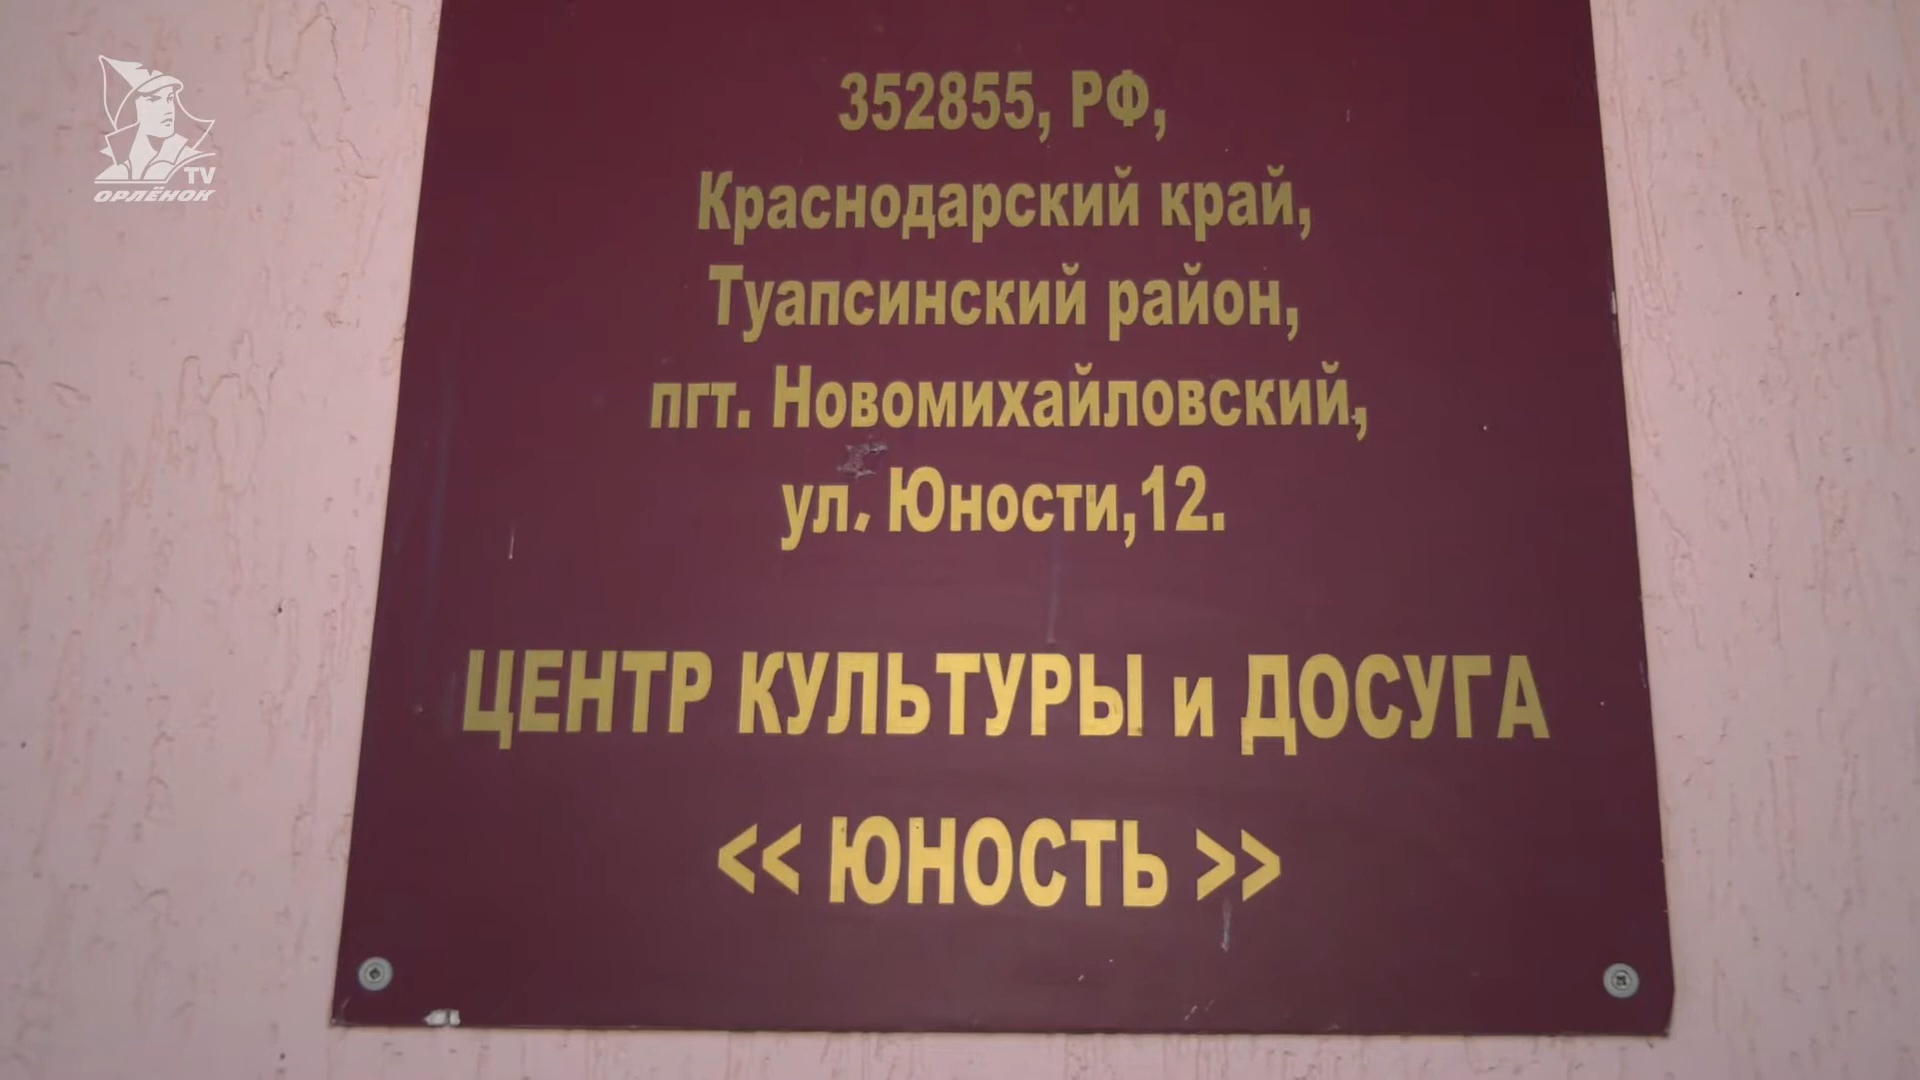 TV
ОРЛЁНОК
352855, РФ,
Краснодарский край,
Туапсинский район,
пгт. Новомихайловский,
ул. Юности,12.
ЦЕНТР КУЛЬТУРЫ и ДОСУГА
<< ЮНОСТЬ >>